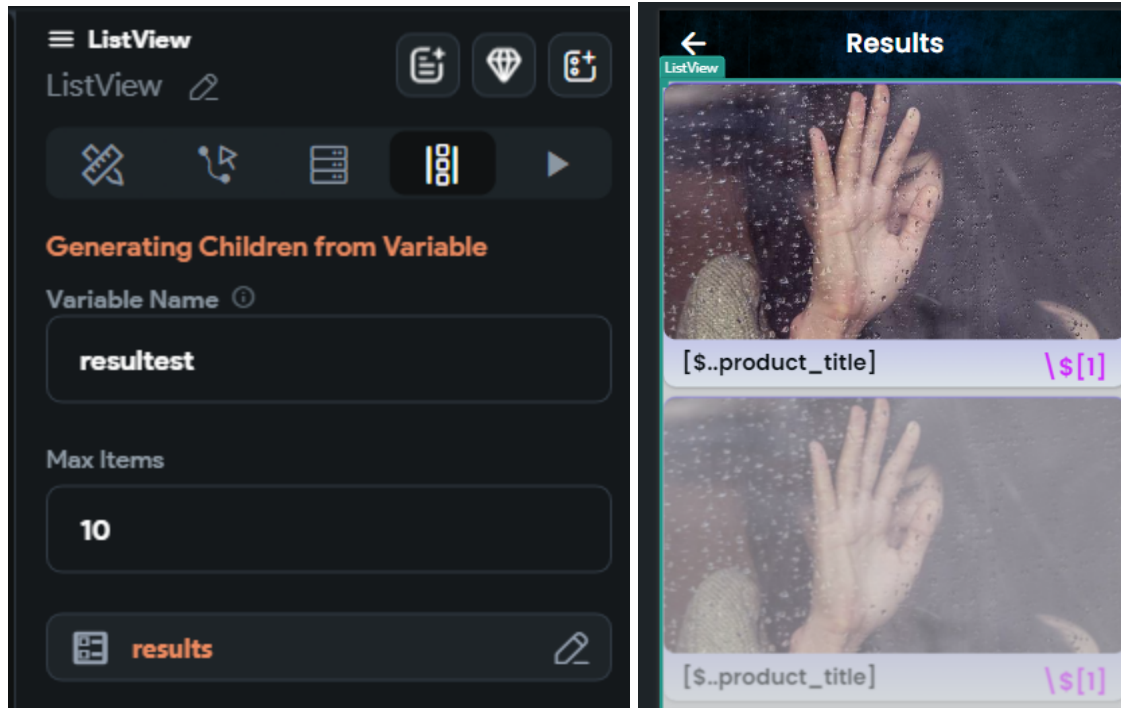 ListView
ListView
Generating Children from Variable
Variable Name
resultest
Max Items
10
results
Results
ListView
[$..product_title]
\$[1]
[$..product_title]
\$[1]